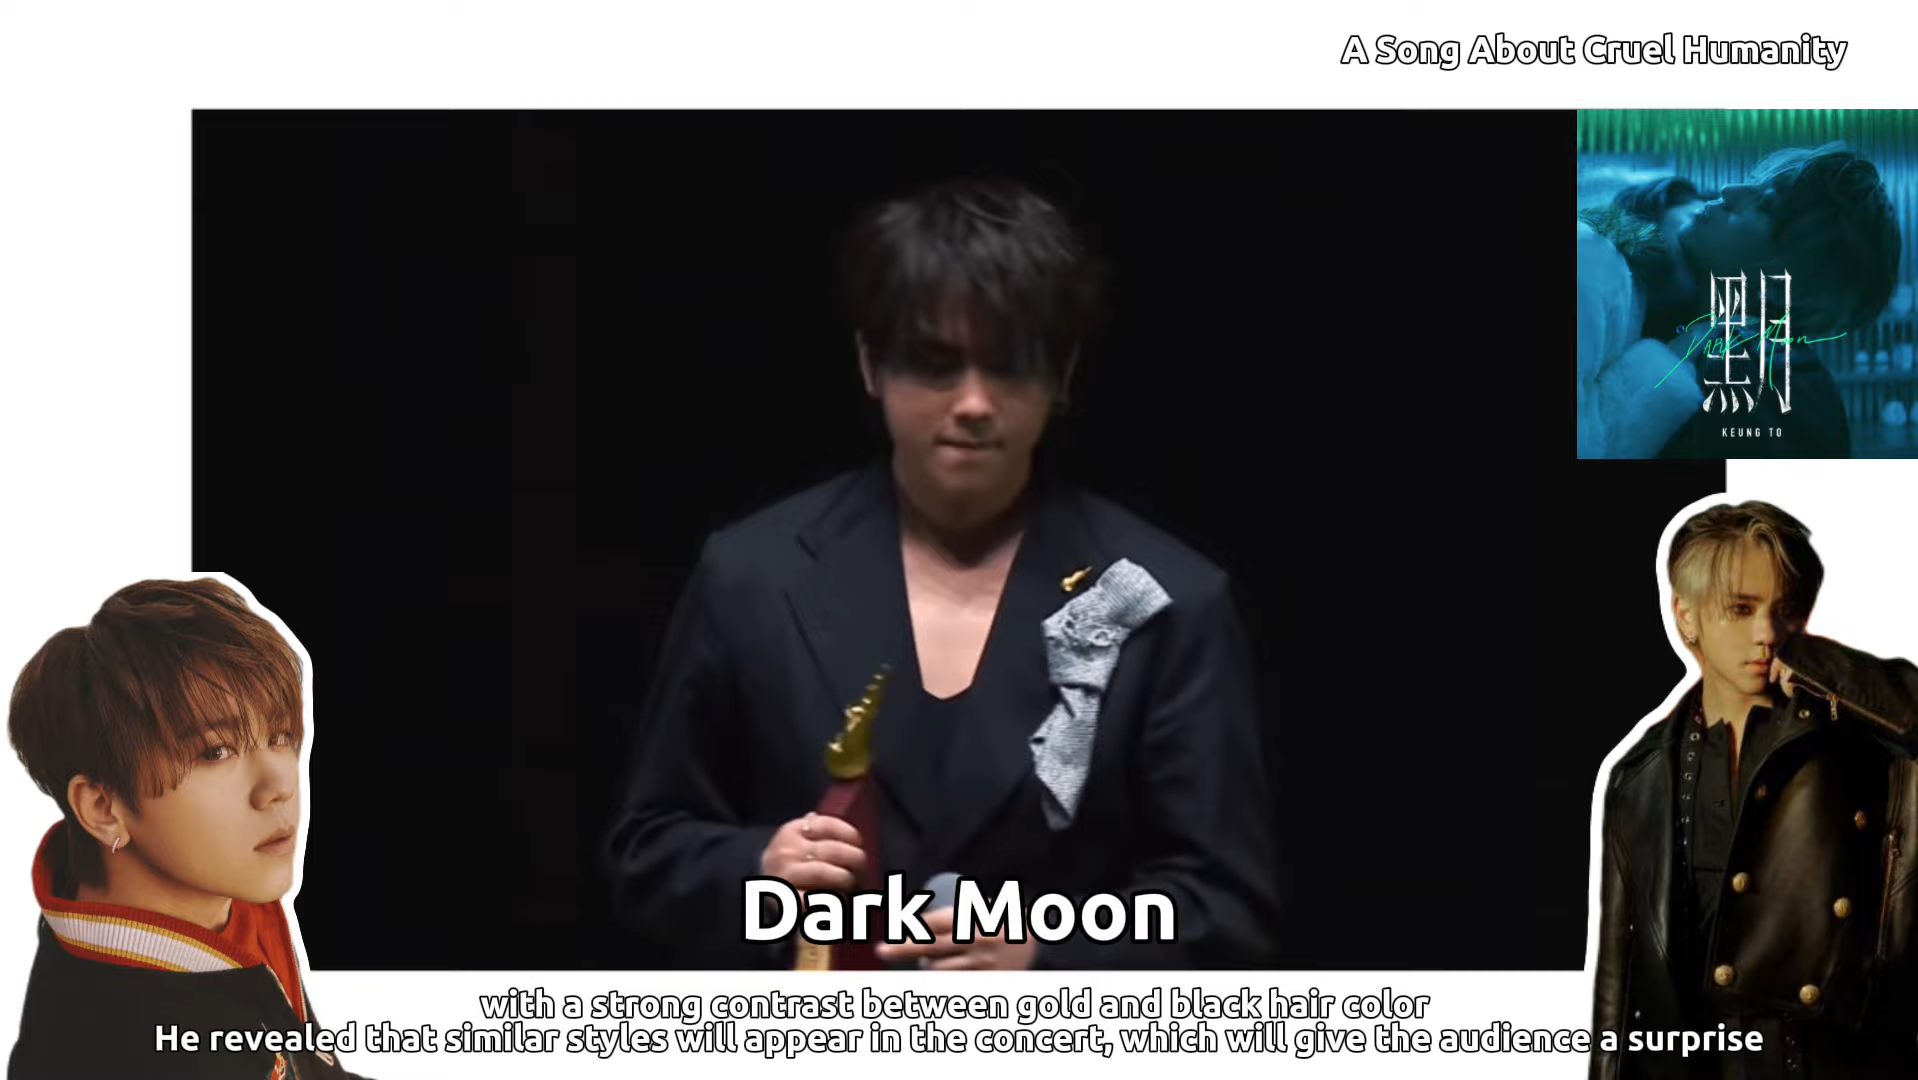 A Song About Cruel Humanity
黑月
Dark Moon
KEUNG TO
Dark Moon
with a strong contrast between gold and black hair color
He revealed that similar styles will appear in the concert, which will give the audience a surprise